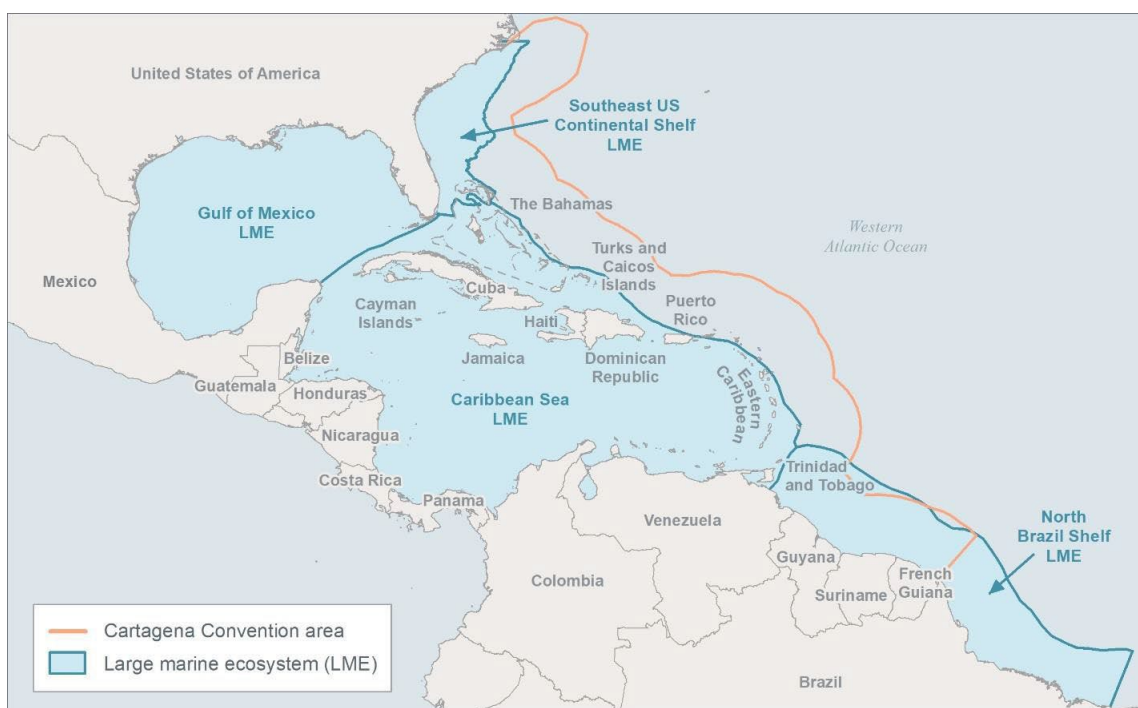 United States of America
Southeast US
Continental Shelf
LME
Gulf of Mexico
LME
The Bahamas
Western
Atlantic Ocean
Mexico
Turks and
Caicos
Islands
Cuba
Cayman
Islands
Puerto
Rico
Haiti
Jamaica
Dominican
Republic
Belize
Guatemala
Honduras
Caribbean Sea
LME
Eastern
Caribbean
Nicaragua
Costa Rica
Panama
Trinidad
and Tobago
Venezuela
North
Brazil Shelf
LME
Guyana
Colombia
French
Guiana
Suriname
Brazil
Cartagena Convention area
Large marine ecosystem (LME)